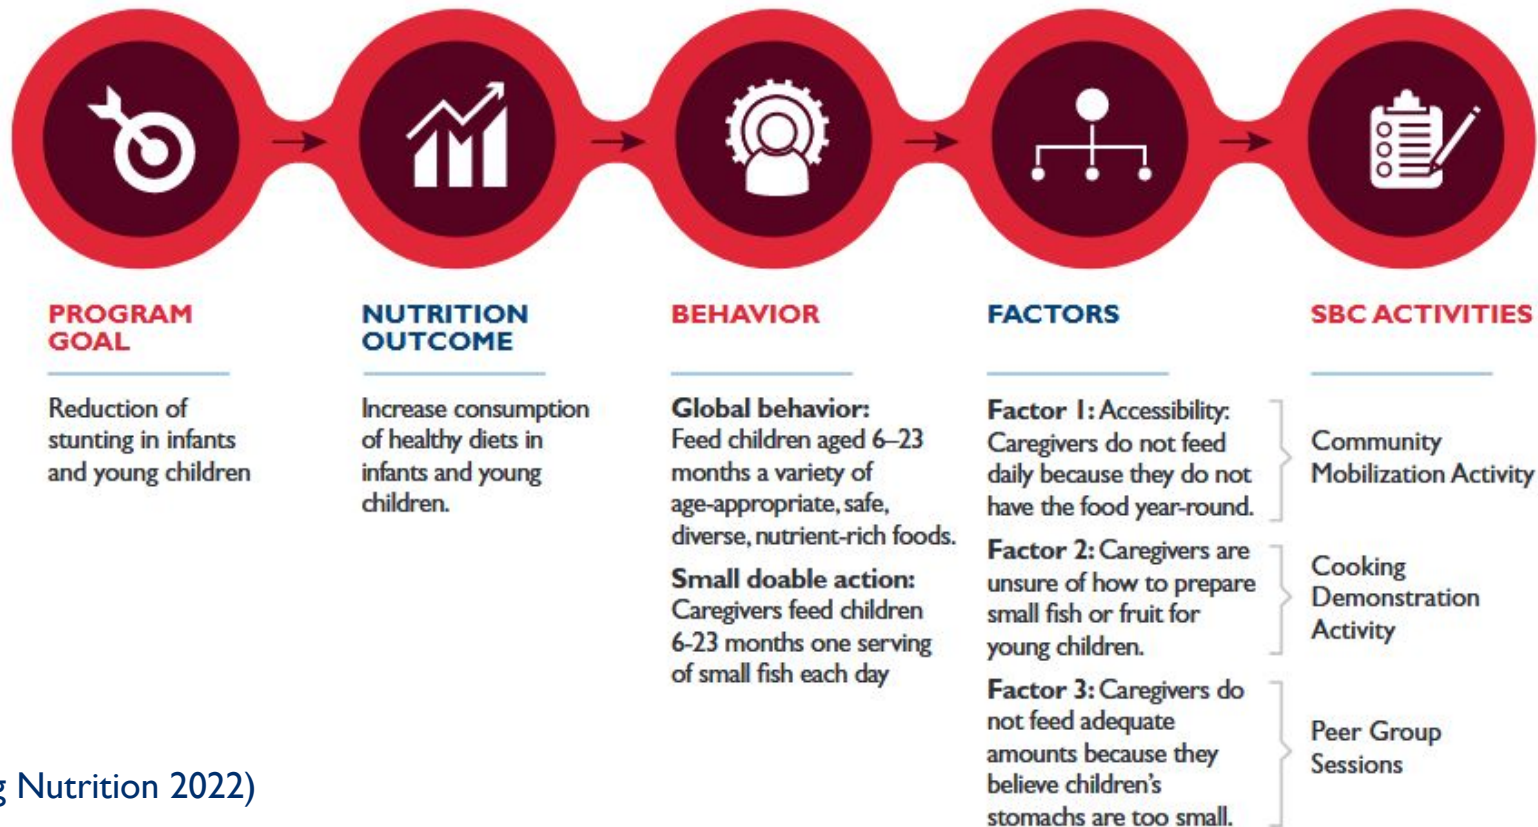 PROGRAM
GOAL
Reduction of
stunting in infants
and young children
NUTRITION
OUTCOME
Increase consumption
of healthy diets in
infants and young
children.
BEHAVIOR
Global behavior:
Feed children aged 6–23
months a variety of
age-appropriate, safe,
diverse, nutrient-rich foods.
Small doable action:
Caregivers feed children
6-23 months one serving
of small fish each day
FACTORS
Factor 1: Accessibility:
Caregivers do not feed
daily because they do not
have the food year-round.
Factor 2: Caregivers are
unsure of how to prepare
small fish or fruit for
young children.
Factor 3: Caregivers do
not feed adequate
amounts because they
believe children's
stomachs are too small.
SBC ACTIVITIES
Community
Mobilization Activity
Cooking
Demonstration
Activity
Peer Group
Sessions
Nutrition 2022)